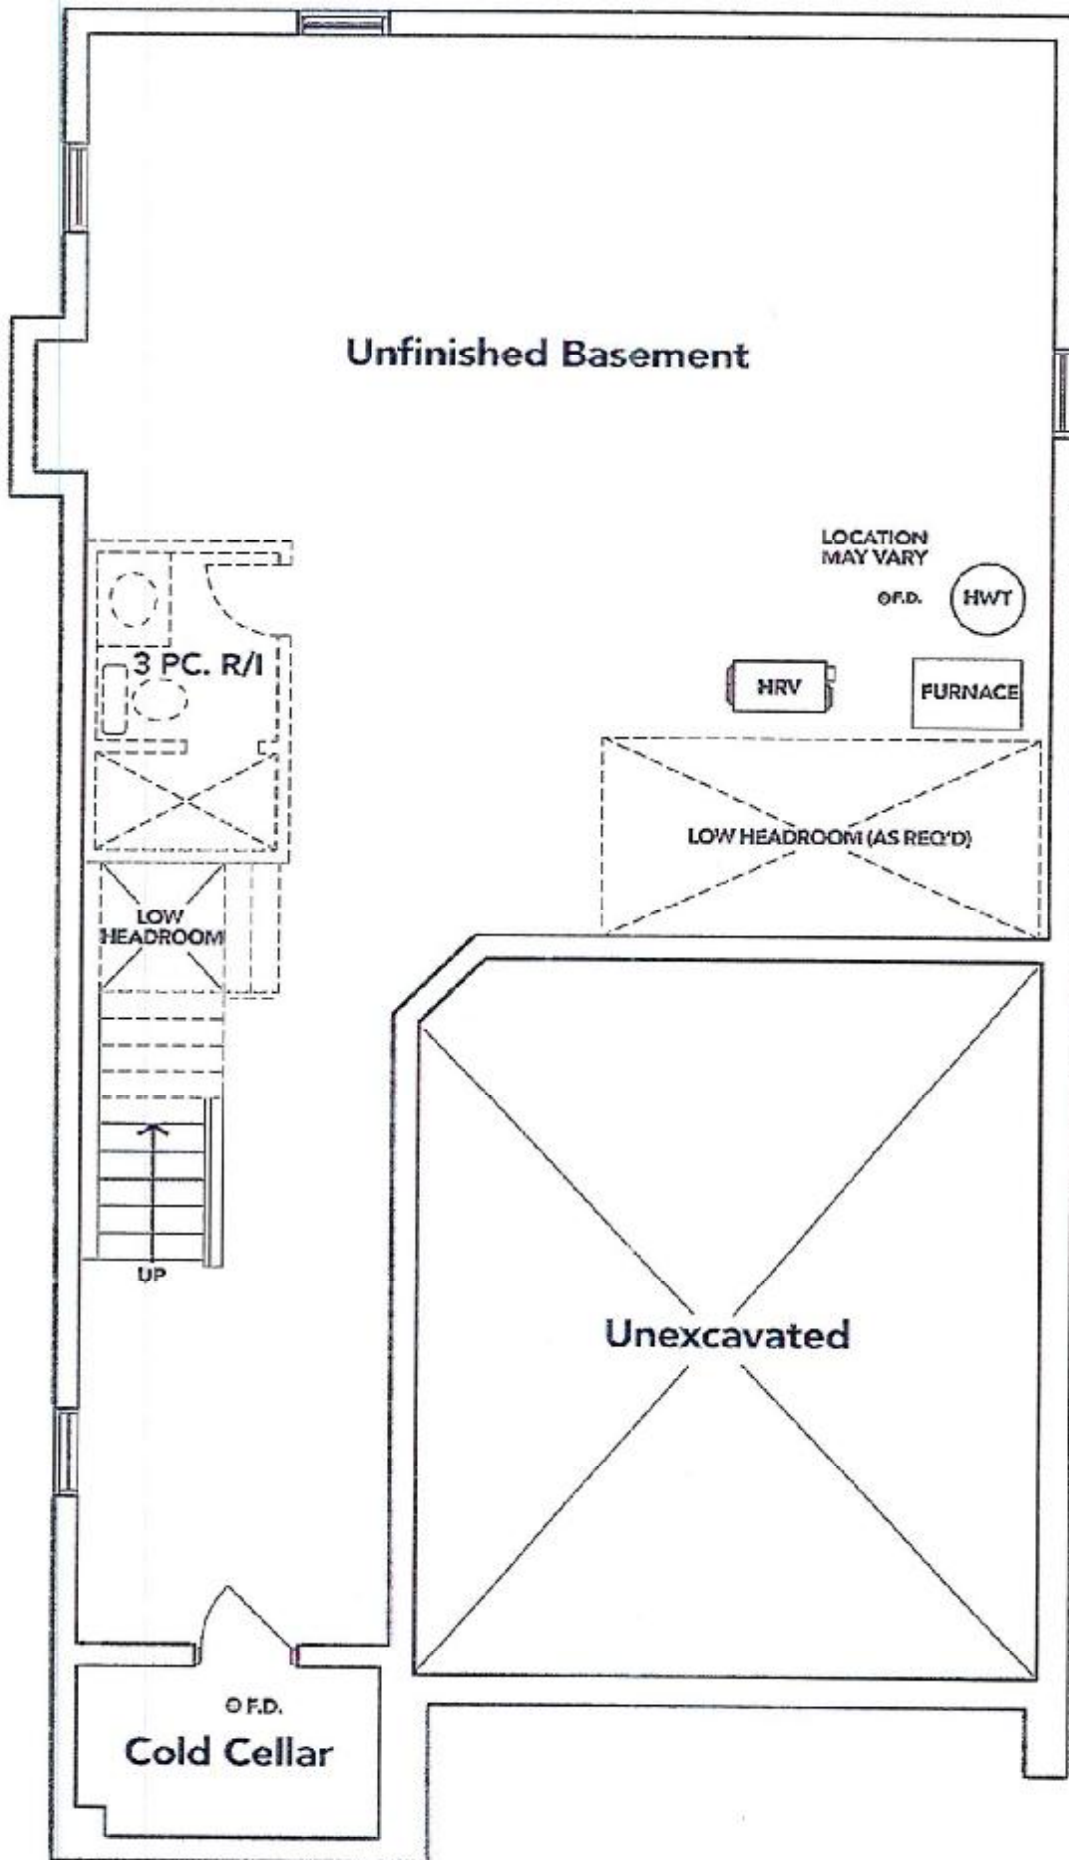 Unfinished Basement
LOCATION
MAY VARY
F.D.
HWT
3 PC. R/I
HRV
FURNACE
LOW HEADROOM (AS REQ'D)
LOW
HEADROOM
UP
Unexcavated
F.D.
Cold Cellar